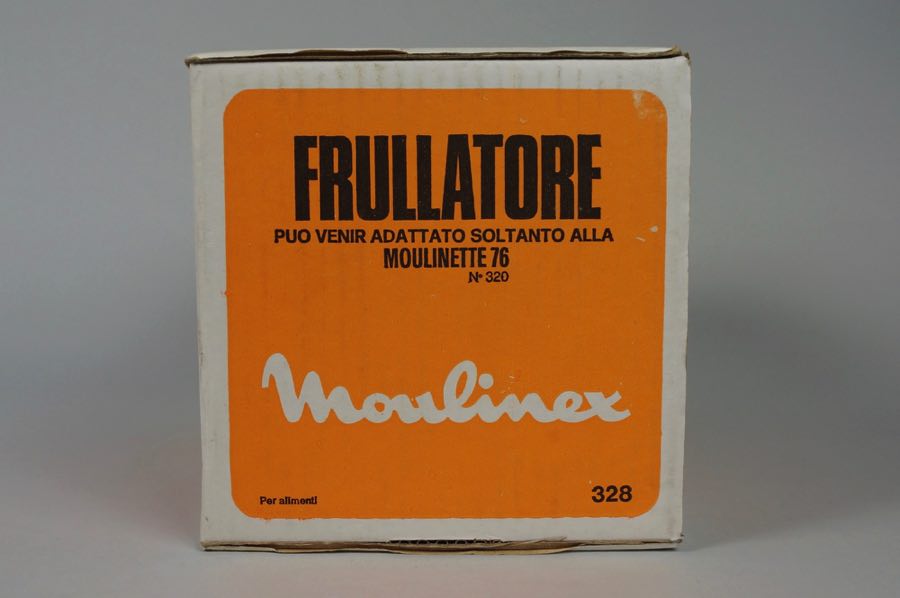 FRULLATORE
PUO VENIR ADATTATO SOLTANTO ALLA
MOULINETTE 76
N° 320
Moulinex
Per alimenti
328